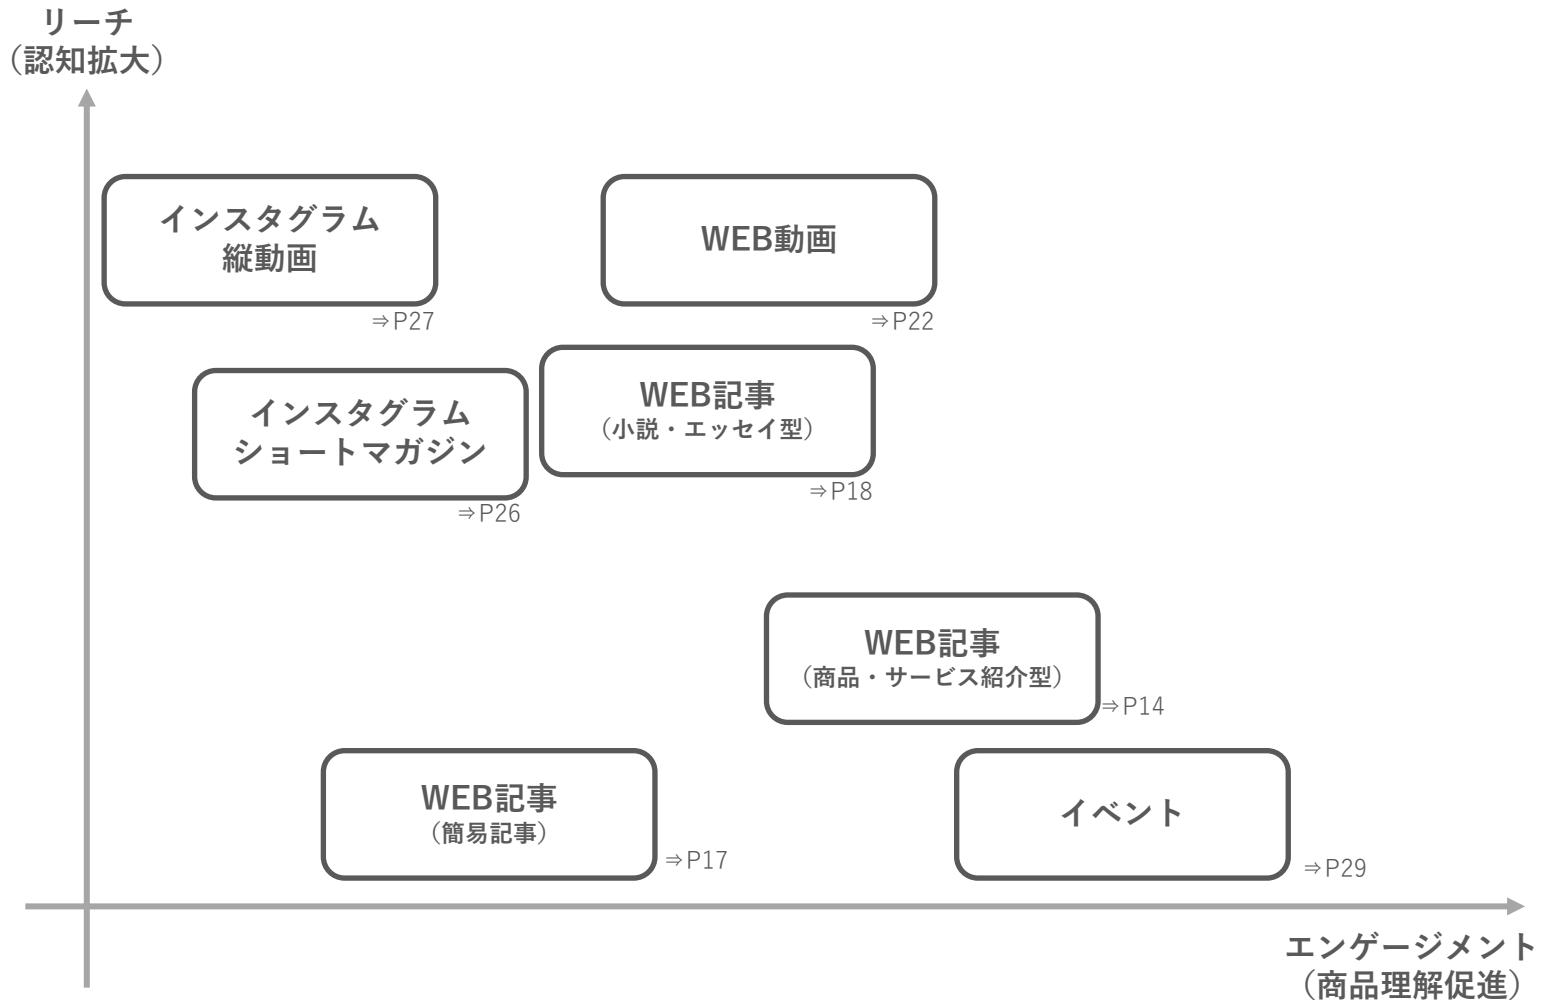 リーチ
（認知拡大）
インスタグラム
縦動画
⇒P27
WEB動画
⇒P22
インスタグラム
ショートマガジン
⇒P26
WEB記事
（小説・エッセイ型）
⇒P18
WEB記事
（商品・サービス紹介型）
⇒P14
WEB記事
（簡易記事）
⇒P17
イベント
⇒P29
エンゲージメント
（商品理解促進）